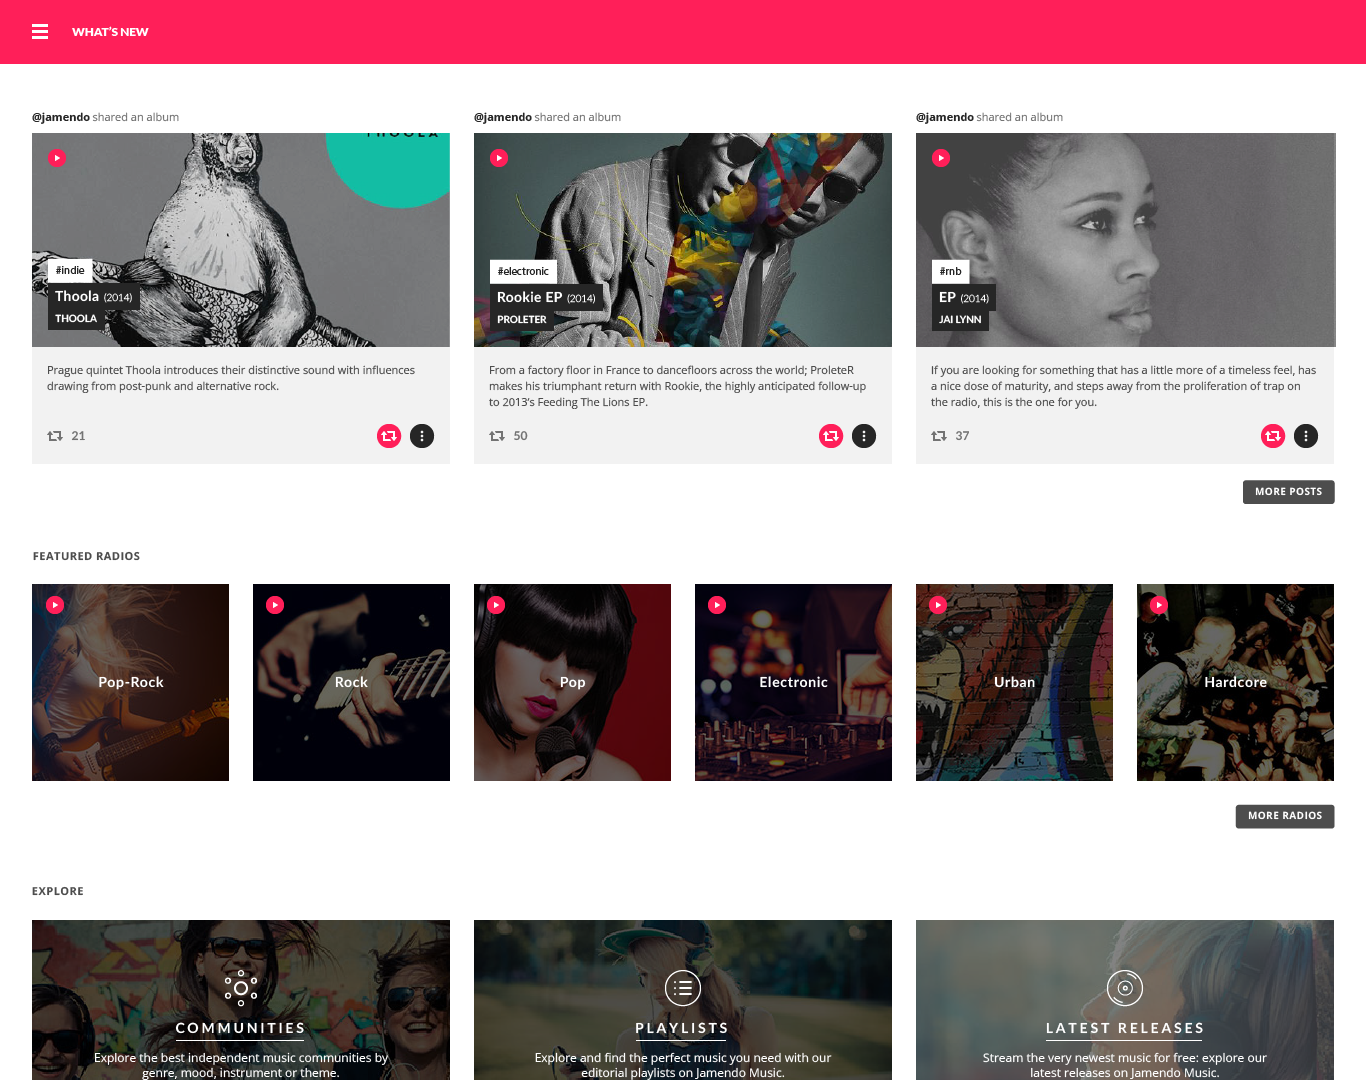 WHAT'S NEW
@jamendo shared an album
@jamendo shared an album
@jamendo shared an album
THOOLA
#indie
Thoola (2014)
THOOLA
#electronic
Rookie EP (2014)
PROLETER
#rnb
EP (2014)
JAI LYNN
Prague quintet Thoola introduces their distinctive sound with influences
drawing from post-punk and alternative rock.
21
From a factory floor in France to dancefloors across the world; ProleteR
makes his triumphant return with Rookie, the highly anticipated follow-up
to 2013's Feeding The Lions EP.
50
If you are looking for something that has a little more of a timeless feel, has
a nice dose of maturity, and steps away from the proliferation of trap on
the radio, this is the one for you.
37
MORE POSTS
FEATURED RADIOS
Pop-Rock
Rock
Pop
Electronic
Urban
Hardcore
MORE RADIOS
EXPLORE
COMMUNITIES
Explore the best independent music communities by
genre, mood, instrument or theme.
PLAYLISTS
Explore and find the perfect music you need with our
editorial playlists on Jamendo Music.
LATEST RELEASES
Stream the very newest music for free: explore our
latest releases on Jamendo Music.